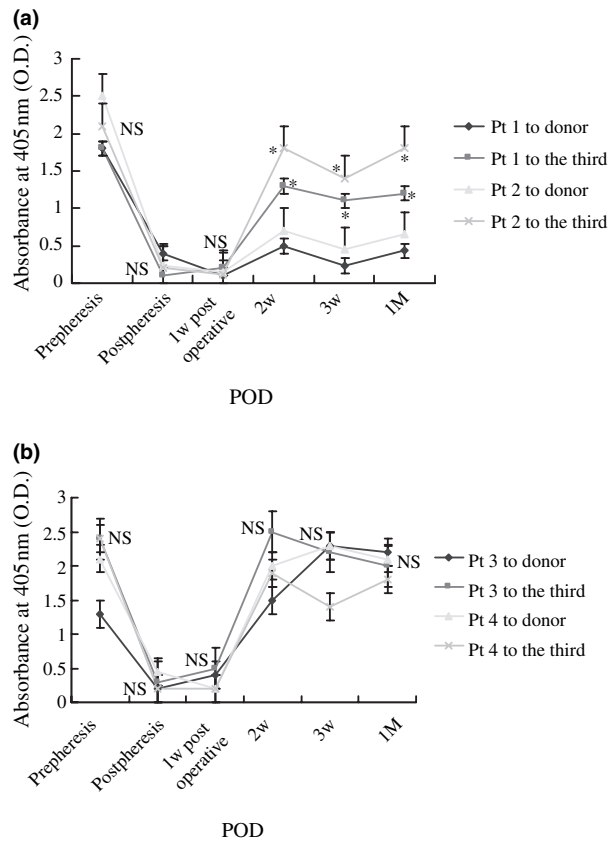 (a)
Absorbance at 405 nm (O.D.)
3
2.5
2
1.5
1
0.5
0
NS
NS
NS
*
*
*
*
*
*
Prepheresis
Postpheresis
1w post
operative
2w
3w
1M
POD
Pt 1 to donor
Pt 1 to the third
Pt 2 to donor
Pt 2 to the third
(b)
Absorbance at 405 nm (O.D.)
3
2.5
2
1.5
1
0.5
0
NS
NS
NS
NS
NS
NS
Prepheresis
Postpheresis
1w post
operative
2w
3w
1M
POD
Pt 3 to donor
Pt 3 to the third
Pt 4 to donor
Pt 4 to the third